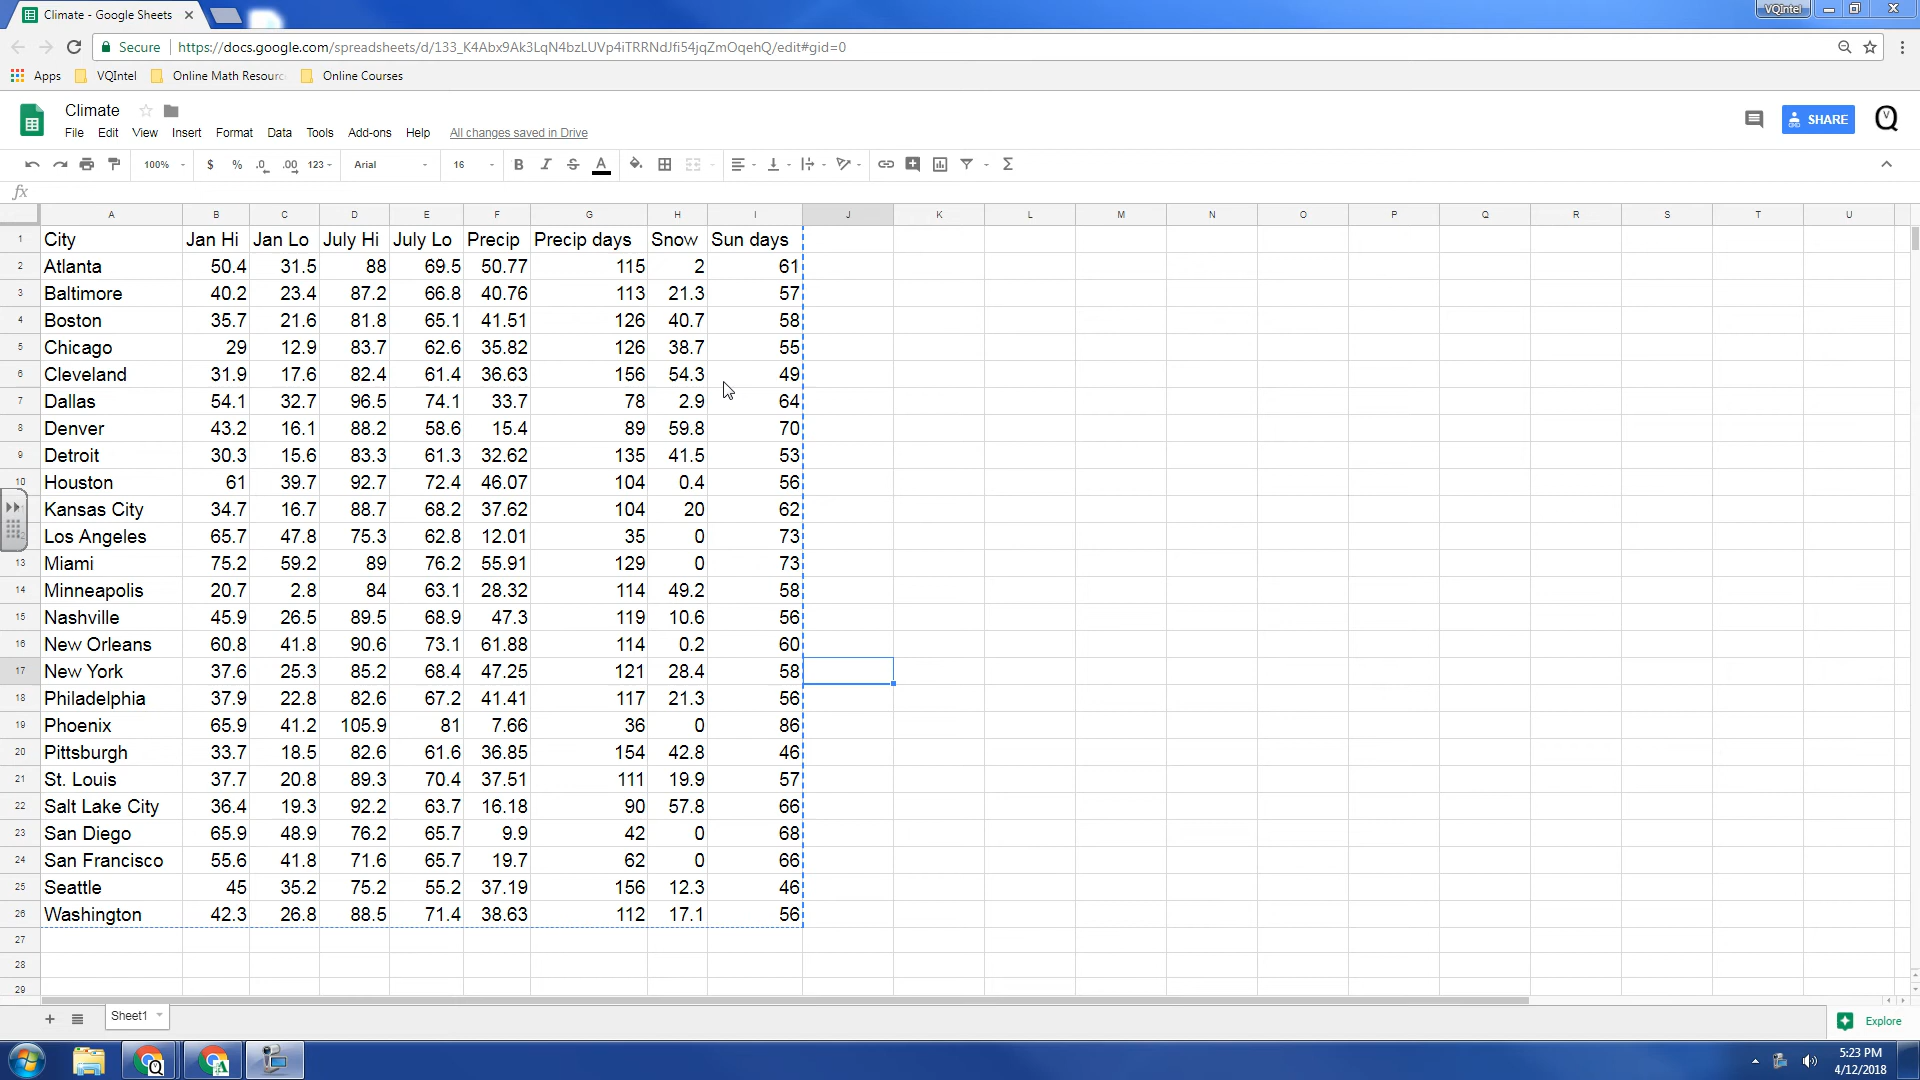 Climate - Google Sheets
VQIntel
Secure https://docs.google.com/spreadsheets/d/133_K4Abx9Ak3LqN4bzLUVp4iTRRNdJfi54jqZmOqehQ/edit#gid=0
Apps VQIntel Online Math Resourc Online Courses
Climate
SHARE
File Edit View Insert Format Data Tools Add-ons Help All changes saved in Drive
100% $ % .0 .00 123 Arial 16 B I S A Σ
fx
A B C D E F G H I J K L M N O P Q R S T U
1 City Jan Hi Jan Lo July Hi July Lo Precip Precip days Snow Sun days
2 Atlanta 50.4 31.5 88 69.5 50.77 115 2 61
3 Baltimore 40.2 23.4 87.2 66.8 40.76 113 21.3 57
4 Boston 35.7 21.6 81.8 65.1 41.51 126 40.7 58
5 Chicago 29 12.9 83.7 62.6 35.82 126 38.7 55
6 Cleveland 31.9 17.6 82.4 61.4 36.63 156 54.3 49
7 Dallas 54.1 32.7 96.5 74.1 33.7 78 2.9 64
8 Denver 43.2 16.1 88.2 58.6 15.4 89 59.8 70
9 Detroit 30.3 15.6 83.3 61.3 32.62 135 41.5 53
10 Houston 61 39.7 92.7 72.4 46.07 104 0.4 56
Kansas City 34.7 16.7 88.7 68.2 37.62 104 20 62
Los Angeles 65.7 47.8 75.3 62.8 12.01 35 0 73
13 Miami 75.2 59.2 89 76.2 55.91 129 0 73
14 Minneapolis 20.7 2.8 84 63.1 28.32 114 49.2 58
15 Nashville 45.9 26.5 89.5 68.9 47.3 119 10.6 56
16 New Orleans 60.8 41.8 90.6 73.1 61.88 114 0.2 60
17 New York 37.6 25.3 85.2 68.4 47.25 121 28.4 58
18 Philadelphia 37.9 22.8 82.6 67.2 41.41 117 21.3 56
19 Phoenix 65.9 41.2 105.9 81 7.66 36 0 86
20 Pittsburgh 33.7 18.5 82.6 61.6 36.85 154 42.8 46
21 St. Louis 37.7 20.8 89.3 70.4 37.51 111 19.9 57
22 Salt Lake City 36.4 19.3 92.2 63.7 16.18 90 57.8 66
23 San Diego 65.9 48.9 76.2 65.7 9.9 42 0 68
24 San Francisco 55.6 41.8 71.6 65.7 19.7 62 0 66
25 Seattle 45 35.2 75.2 55.2 37.19 156 12.3 46
26 Washington 42.3 26.8 88.5 71.4 38.63 112 17.1 56
27
28
29
Sheet1
Explore
5:23 PM
4/12/2018